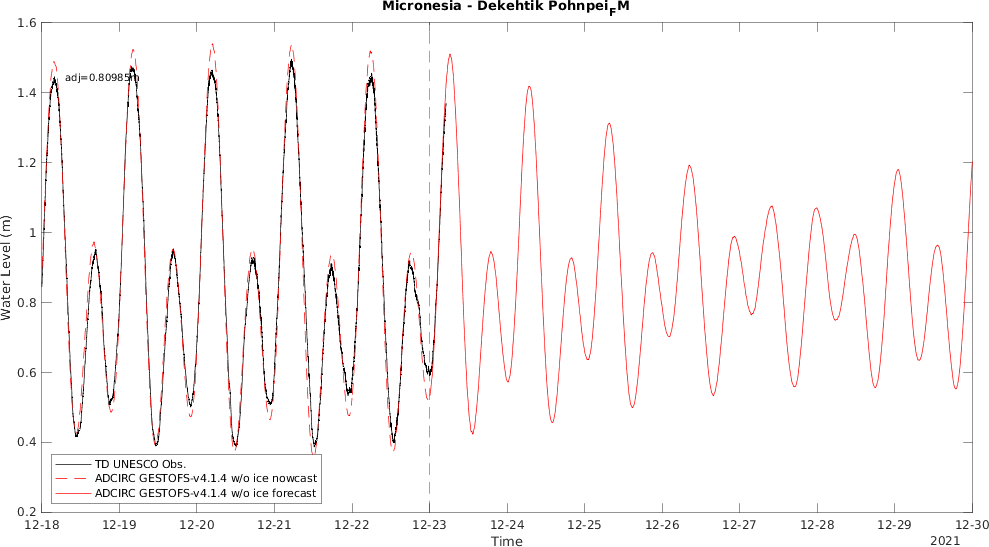 Micronesia - Dekehtik Pohnpei_FM
1.6
1.4
1.2
1
0.8
0.6
0.4
0.2
Water Level (m)
adj=0.80985m
TD UNESCO Obs.
ADCIRC GESTOFS-v4.1.4 w/o ice nowcast
ADCIRC GESTOFS-v4.1.4 w/o ice forecast
12-18 12-19 12-20 12-21 12-22 12-23 12-24 12-25 12-26 12-27 12-28 12-29 12-30
Time
2021